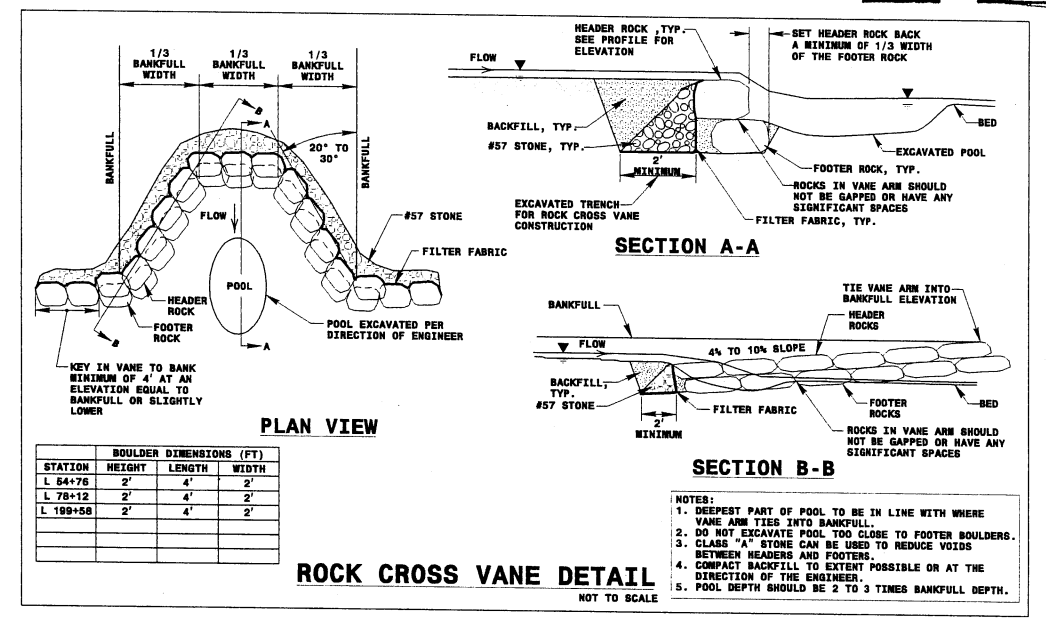 1/3
BANKFULL
WIDTH
1/3
BANKFULL
WIDTH
1/3
BANKFULL
WIDTH
B
A
BANKFULL
20° TO
30°
BANKFULL
FLOW
#57 STONE
FILTER FABRIC
POOL
HEADER
ROCK
FOOTER
ROCK
B
A
POOL EXCAVATED PER
DIRECTION OF ENGINEER
KEY IN VANE TO BANK
MINIMUM OF 4' AT AN
ELEVATION EQUAL TO
BANKFULL OR SLIGHTLY
LOWER
PLAN VIEW
HEADER ROCK ,TYP.
SEE PROFILE FOR
ELEVATION
SET HEADER ROCK BACK
A MINIMUM OF 1/3 WIDTH
OF THE FOOTER ROCK
FLOW
BACKFILL, TYP.
#57 STONE, TYP.
2'
MINIMUM
BED
EXCAVATED POOL
FOOTER ROCK, TYP.
ROCKS IN VANE ARM SHOULD
NOT BE GAPPED OR HAVE ANY
SIGNIFICANT SPACES
EXCAVATED TRENCH
FOR ROCK CROSS VANE
CONSTRUCTION
FILTER FABRIC, TYP.
SECTION A-A
TIE VANE ARM INTO
BANKFULL ELEVATION
BANKFULL
HEADER
ROCKS
FLOW
4% TO 10% SLOPE
BACKFILL,
TYP.
#57 STONE
FILTER FABRIC
FOOTER
ROCKS
BED
2'
MINIMUM
ROCKS IN VANE ARM SHOULD
NOT BE GAPPED OR HAVE ANY
SIGNIFICANT SPACES
SECTION B-B
BOULDER DIMENSIONS (FT)
STATION HEIGHT LENGTH WIDTH
L 54+76 2' 4' 2'
L 78+12 2' 4' 2'
L 199+58 2' 4' 2'
NOTES:
1. DEEPEST PART OF POOL TO BE IN LINE WITH WHERE
VANE ARM TIES INTO BANKFULL.
2. DO NOT EXCAVATE POOL TOO CLOSE TO FOOTER BOULDERS.
3. CLASS "A" STONE CAN BE USED TO REDUCE VOIDS
BETWEEN HEADERS AND FOOTERS.
4. COMPACT BACKFILL TO EXTENT POSSIBLE OR AT THE
DIRECTION OF THE ENGINEER.
5. POOL DEPTH SHOULD BE 2 TO 3 TIMES BANKFULL DEPTH.
ROCK CROSS VANE DETAIL
NOT TO SCALE